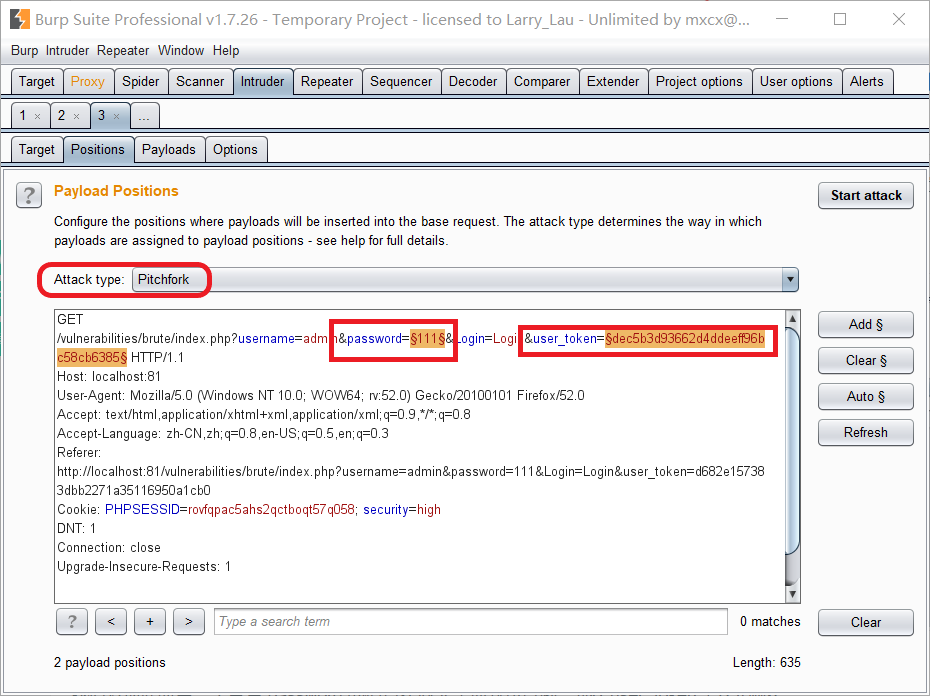 Burp Suite Professional v1.7.26 - Temporary Project - licensed to Larry_Lau - Unlimited by mxcx@...
Burp Intruder Repeater Window Help
Target Proxy Spider Scanner Intruder Repeater Sequencer Decoder Comparer Extender Project options User options Alerts
1 × 2 × 3 × ...
Target Positions Payloads Options
? Payload Positions
Start attack
Configure the positions where payloads will be inserted into the base request. The attack type determines the way in which
payloads are assigned to payload positions - see help for full details.
Attack type: Pitchfork
GET
/vulnerabilities/brute/index.php?username=admin&password=§111§&Login=Login&user_token=§dec5b3d93662d4ddeeff96b
c58cb6385§ HTTP/1.1
Host: localhost:81
User-Agent: Mozilla/5.0 (Windows NT 10.0; WOW64; rv:52.0) Gecko/20100101 Firefox/52.0
Accept: text/html,application/xhtml+xml,application/xml;q=0.9,*/*;q=0.8
Accept-Language: zh-CN,zh;q=0.8,en-US;q=0.5,en;q=0.3
Referer:
http://localhost:81/vulnerabilities/brute/index.php?username=admin&password=111&Login=Login&user_token=d682e15738
3dbb2271a35116950a1cb0
Cookie: PHPSESSID=rovfqpac5ahs2qctboqt57q058; security=high
DNT: 1
Connection: close
Upgrade-Insecure-Requests: 1
Add §
Clear §
Auto §
Refresh
? < + > Type a search term 0 matches Clear
2 payload positions Length: 635